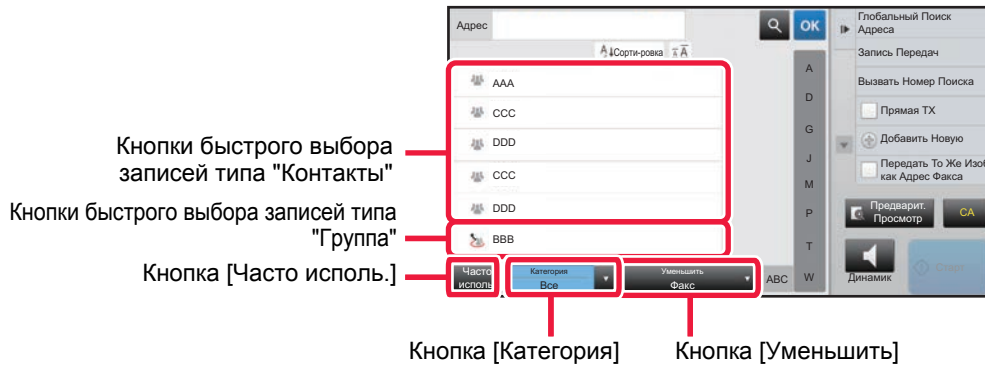 Адрес
OK
Сорти-ровка
AAA
CCC
DDD
CCC
DDD
BBB
A
D
G
J
M
P
T
W
ABC
Часто
исполь
Категория
Все
Уменьшить
Факс
Глобальный Поиск
Адреса
Запись Передач
Вызвать Номер Поиска
Прямая TX
Добавить Новую
Передать То Же Изоб
как Адрес Факса
Предварит.
Просмотр
CA
Динамик
Кнопки быстрого выбора
записей типа "Контакты"
Кнопки быстрого выбора записей типа
"Группа"
Кнопка [Часто исполь.]
Кнопка [Категория]
Кнопка [Уменьшить]